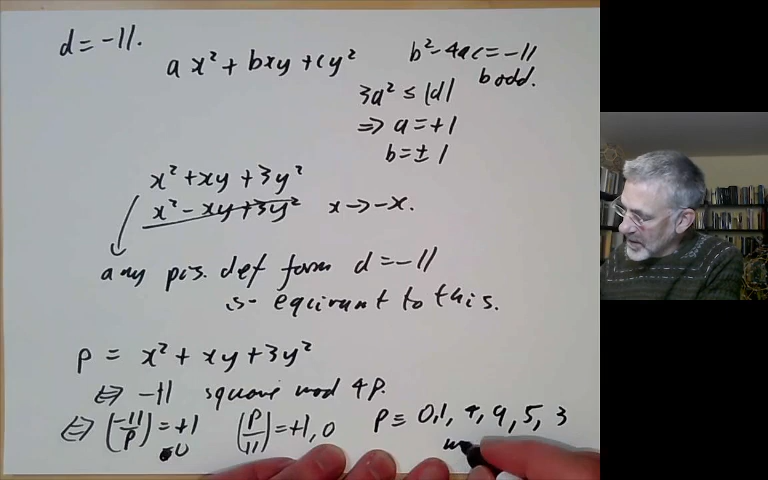 d = -11.
ax² + bxy + cy²
b² - 4ac = -11
b odd.
3a² ≤ |d|
⇒ a = +1
b = ± 1
x² + xy + 3y²
x² - xy + 3y² x → -x.
any pos. def form d = -11
is equivant to this.
p = x² + xy + 3y²
⇔ -11 square mod 4p.
⇔ (-11/p) = +1 (p/11) = +1, 0 p ≡ 0, 1, 4, 9, 5, 3